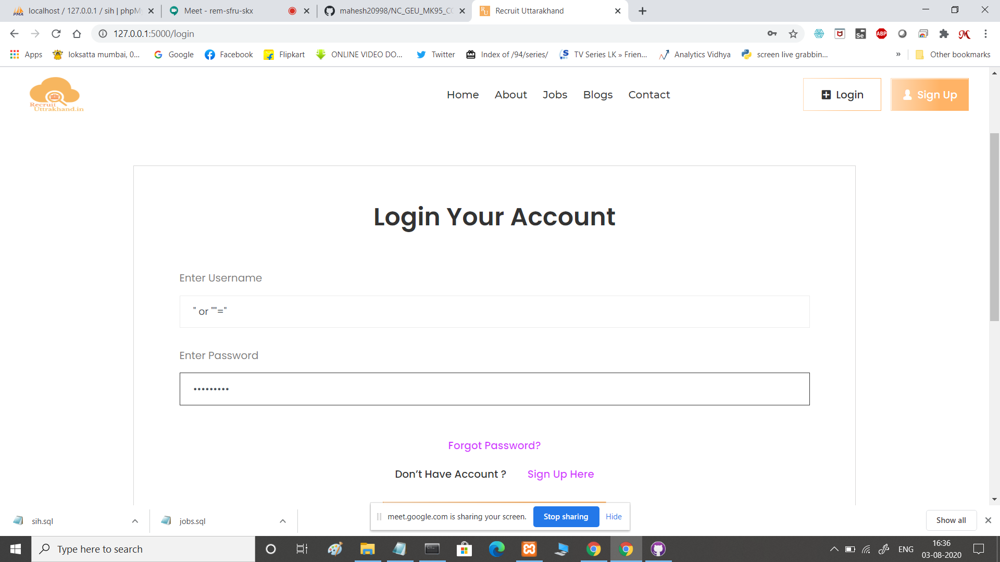 localhost / 127.0.0.1 / sih | phpMy
Meet - rem-sfru-skx
mahesh20998/NC_GEU_MK95_CO
Recruit Uttarakhand
127.0.0.1:5000/login
Apps
loksatta mumbai, 0...
Google
Facebook
Flipkart
ONLINE VIDEO DO...
Twitter
Index of /94/series/
TV Series LK » Frien...
Analytics Vidhya
screen live grabbin...
»
Other bookmarks
Recruit
Uttrakhand.in
Home
About
Jobs
Blogs
Contact
Login
Sign Up
Login Your Account
Enter Username
" or ""="
Enter Password
•••••••••
Forgot Password?
Don’t Have Account ?
Sign Up Here
sih.sql
jobs.sql
meet.google.com is sharing your screen.
Stop sharing
Hide
Show all
Type here to search
ENG
16:36
03-08-2020